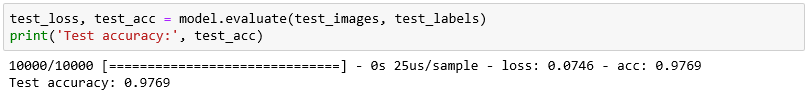 test_loss, test_acc = model.evaluate(test_images, test_labels)
print('Test accuracy:', test_acc)
10000/10000 [==============================] - 0s 25us/sample - loss: 0.0746 - acc: 0.9769
Test accuracy: 0.9769